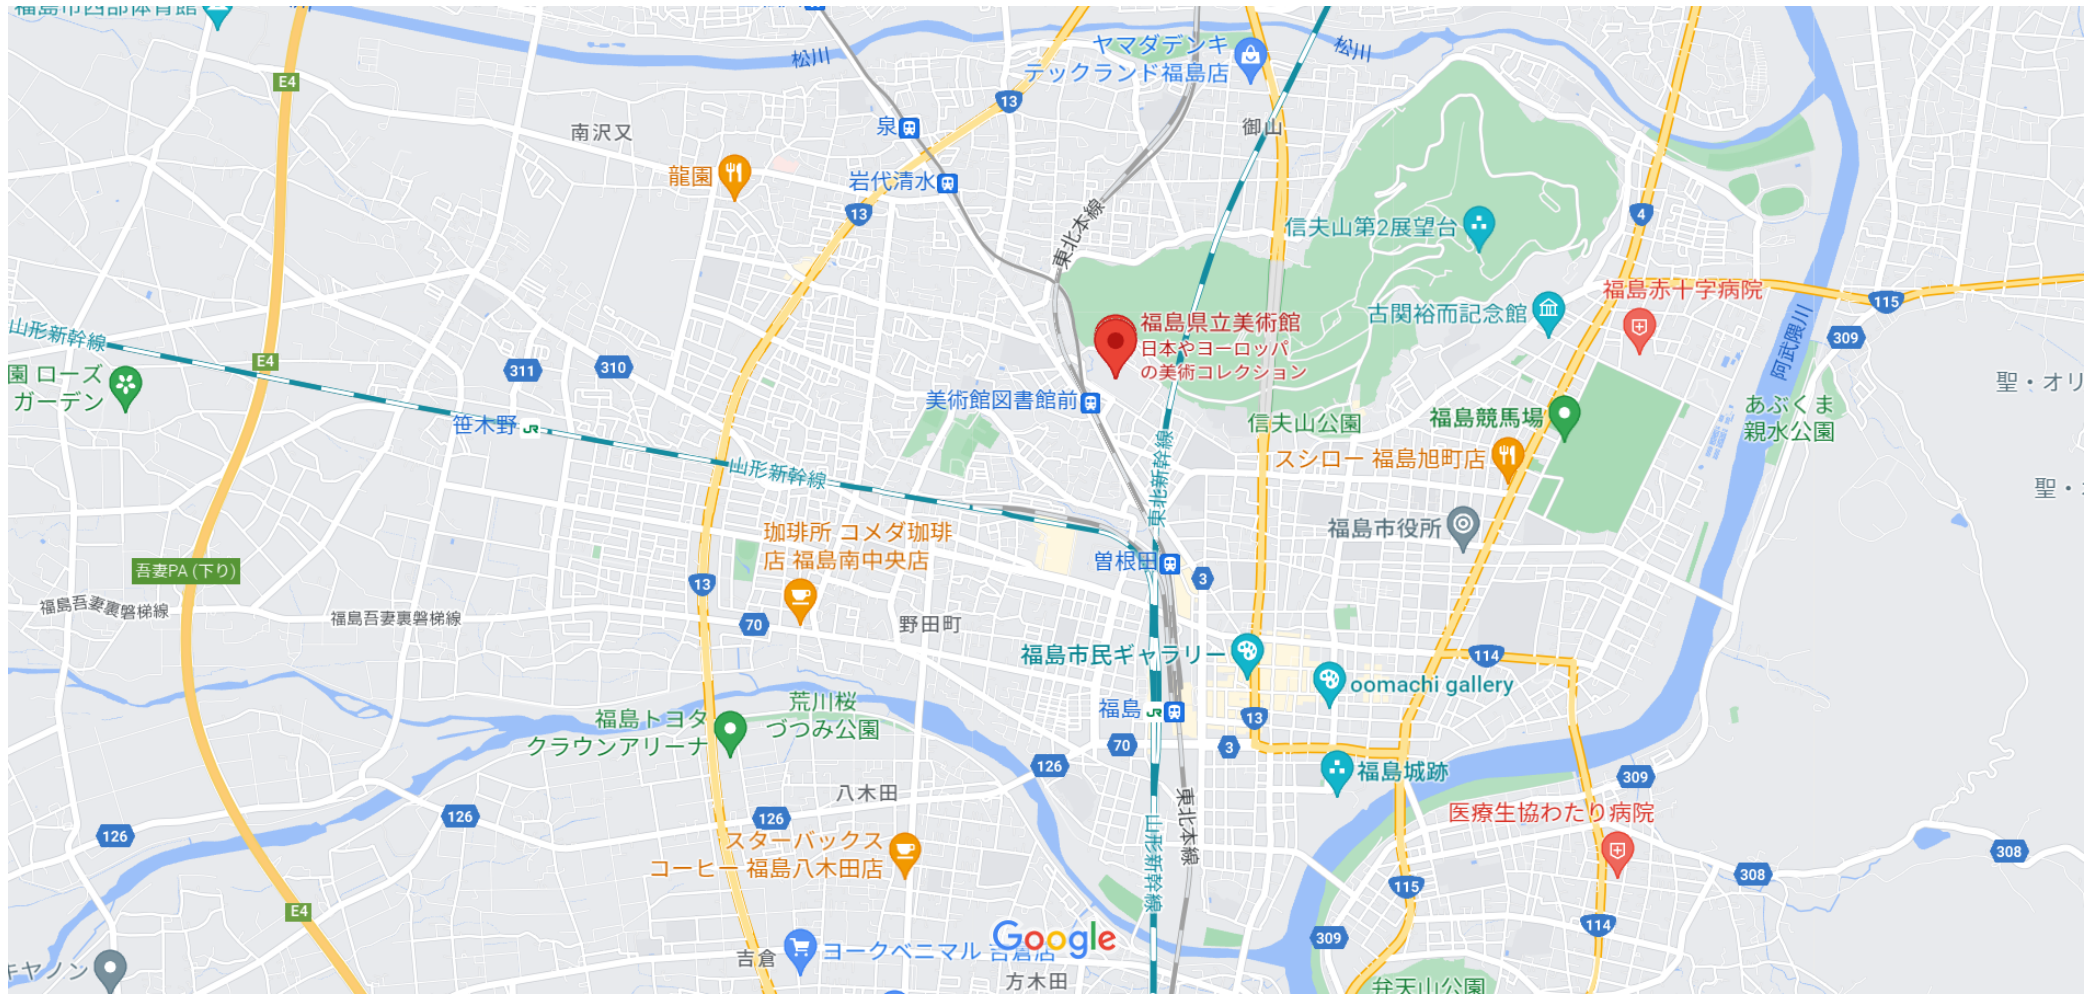 福島市西部体育館
松川
ヤマダデンキ
テックランド福島店
松川
E4
13
南沢又
泉
御山
龍園
岩代清水
13
東北本線
信夫山第2展望台
4
福島赤十字病院
115
山形新幹線
古関裕而記念館
福島県立美術館
日本やヨーロッパ
の美術コレクション
阿武隈川
309
E4
311
310
園 ローズ
ガーデン
聖・オリ
美術館図書館前
笹木野
JR
信夫山公園
福島競馬場
あぶくま
親水公園
山形新幹線
東北新幹線
スシロー 福島旭町店
聖・
珈琲所 コメダ珈琲
店 福島南中央店
福島市役所
吾妻PA (下り)
曽根田
3
13
福島吾妻裏磐梯線
福島吾妻裏磐梯線
70
野田町
福島市民ギャラリー
114
oomachi gallery
福島トヨタ
クラウンアリーナ
荒川桜
づつみ公園
福島
JR
13
70
3
126
福島城跡
309
八木田
東北本線
山形新幹線
医療生協わたり病院
126
126
126
スターバックス
コーヒー 福島八木田店
308
308
115
E4
114
309
Google
吉倉
ヨークベニマル 吉倉店
キヤノン
方木田
弁天山公園